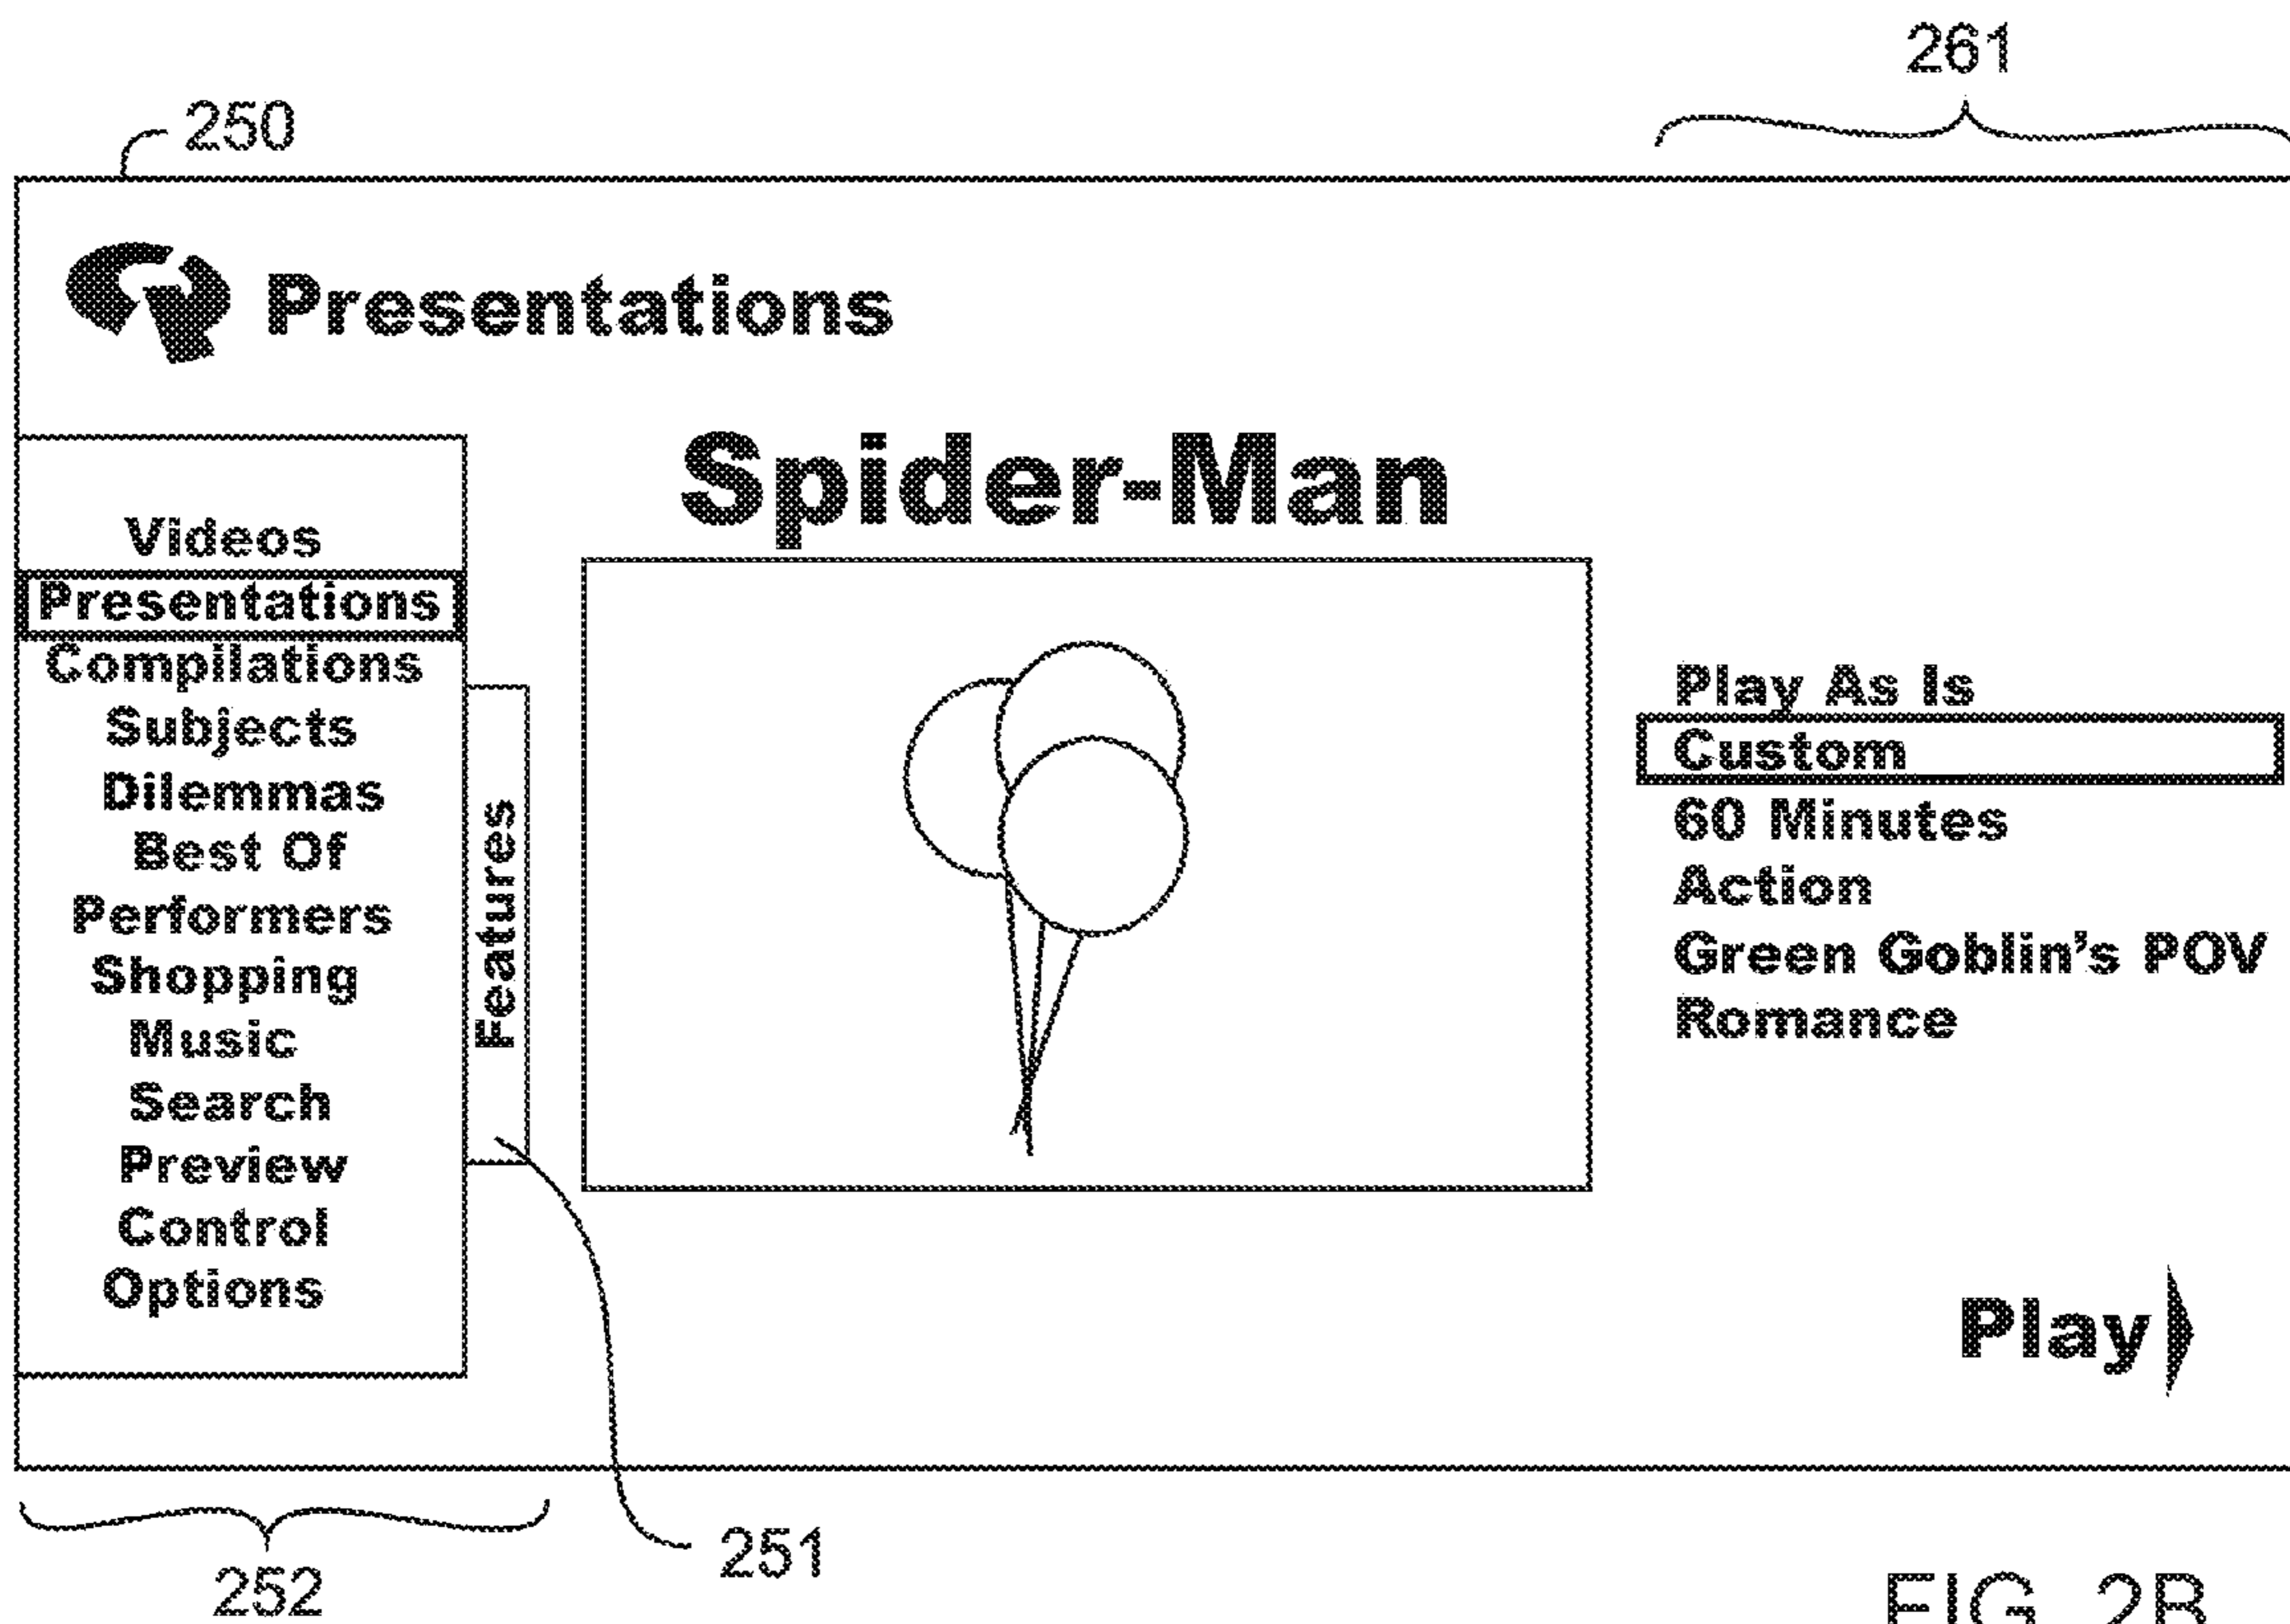 261
250
Presentations
Spider-Man
Videos
Presentations
Compilations
Subjects
Dilemmas
Best Of
Performers
Shopping
Music
Search
Preview
Control
Options
Features
Play As Is
Custom
60 Minutes
Action
Green Goblin's POV
Romance
Play
251
252
FIG. 2B